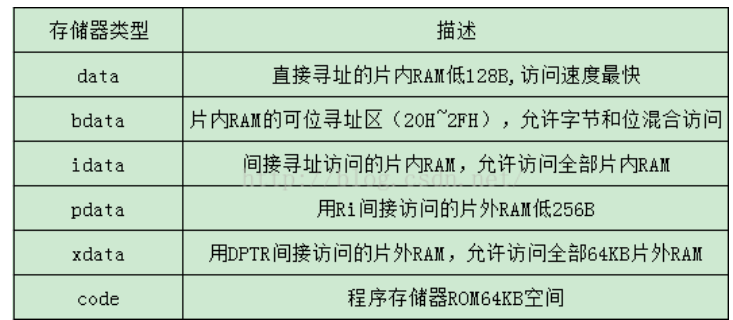 存储器类型 描述
data 直接寻址的片内RAM低128B,访问速度最快
bdata 片内RAM的可位寻址区（20H~2FH），允许字节和位混合访问
idata 间接寻址访问的片内RAM，允许访问全部片内RAM
http://blog.csdn.net/
pdata 用Ri间接访问的片外RAM低256B
xdata 用DPTR间接访问的片外RAM，允许访问全部64KB片外RAM
code 程序存储器ROM64KB空间